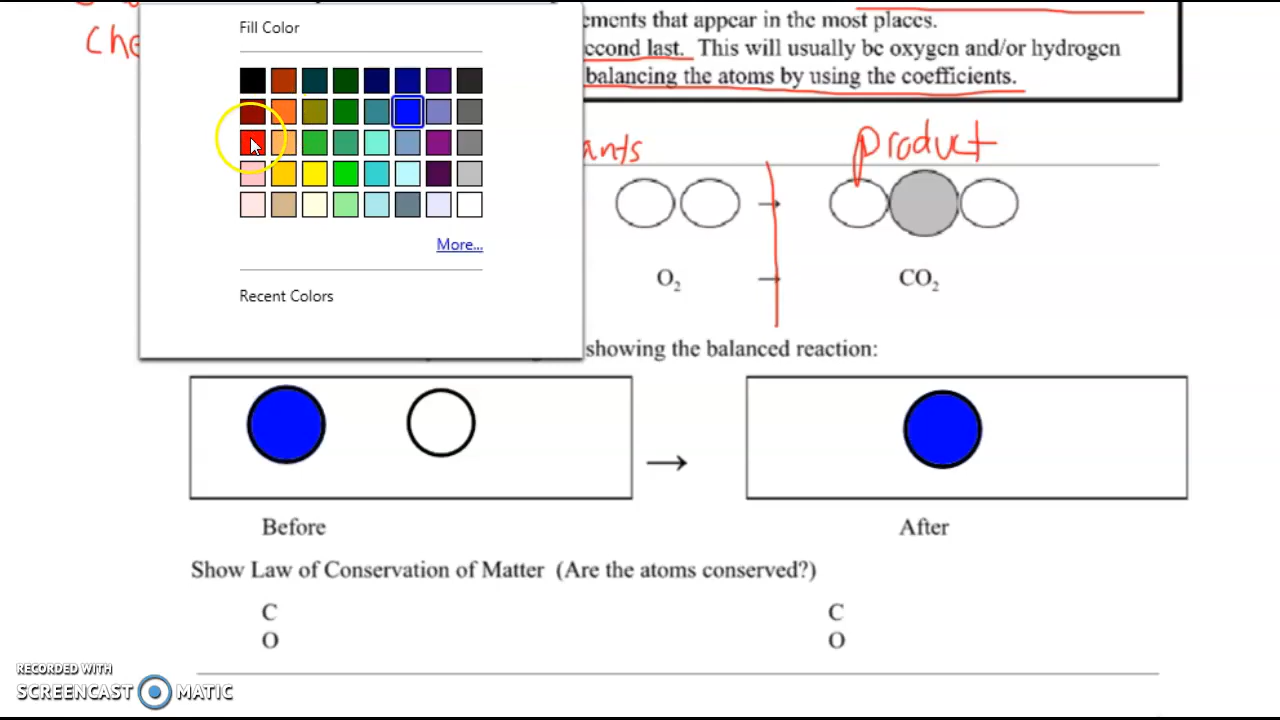 Fill Color
ements that appear in the most places.
econd last. This will usually be oxygen and/or hydrogen
balancing the atoms by using the coefficients.
More...
Recent Colors
ants
product
O₂ → CO₂
showing the balanced reaction:
Before
After
Show Law of Conservation of Matter (Are the atoms conserved?)
C C
O O
RECORDED WITH
SCREENCAST MATIC